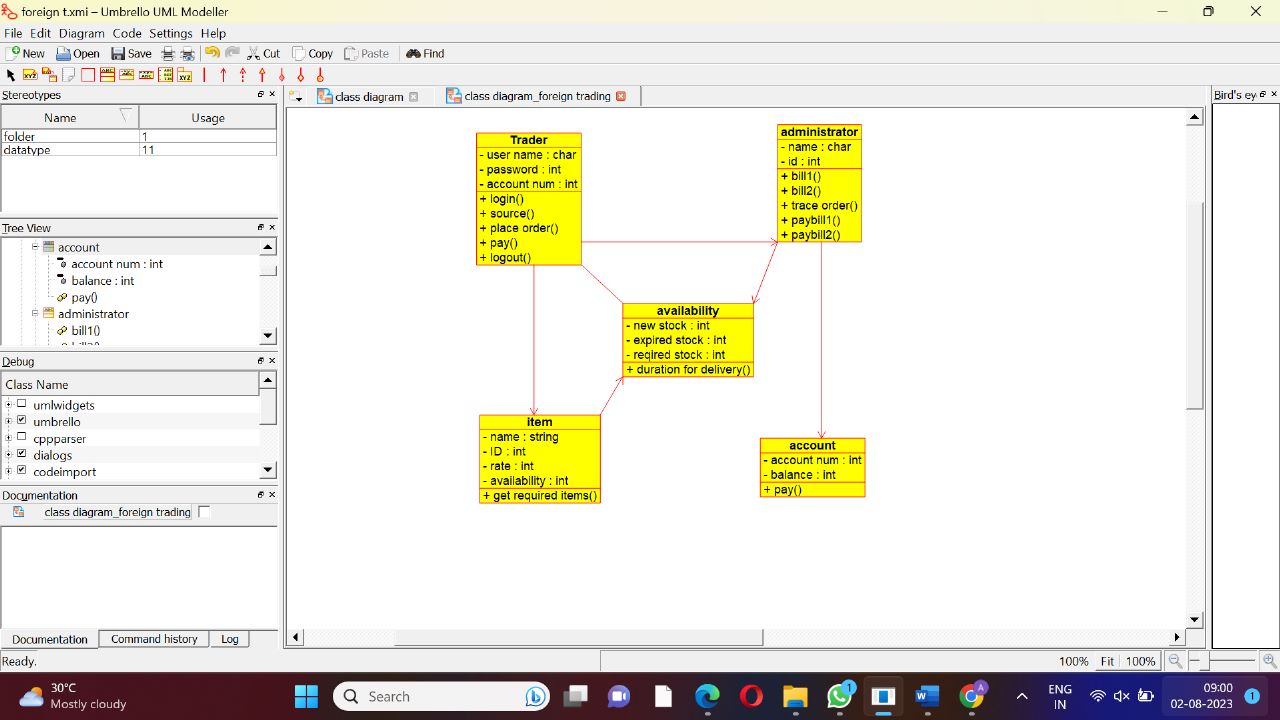 foreign t.xmi – Umbrello UML Modeller
File Edit Diagram Code Settings Help
New Open Save Cut Copy Paste Find
Stereotypes
Name Usage
folder 1
datatype 11
Tree View
account
account num : int
balance : int
pay()
administrator
bill1()
Debug
Class Name
umlwidgets
umbrello
cppparser
dialogs
codeimport
Documentation
class diagram_foreign trading
Documentation Command history Log
Ready.
class diagram class diagram_foreign trading
Bird's ey
Trader
- user name : char
- password : int
- account num : int
+ login()
+ source()
+ place order()
+ pay()
+ logout()
administrator
- name : char
- id : int
+ bill1()
+ bill2()
+ trace order()
+ paybill1()
+ paybill2()
availability
- new stock : int
- expired stock : int
- reqired stock : int
+ duration for delivery()
item
- name : string
- ID : int
- rate : int
- availability : int
+ get required items()
account
- account num : int
- balance : int
+ pay()
100% Fit 100%
30°C
Mostly cloudy
Search
1
ENG
IN
09:00
02-08-2023
1